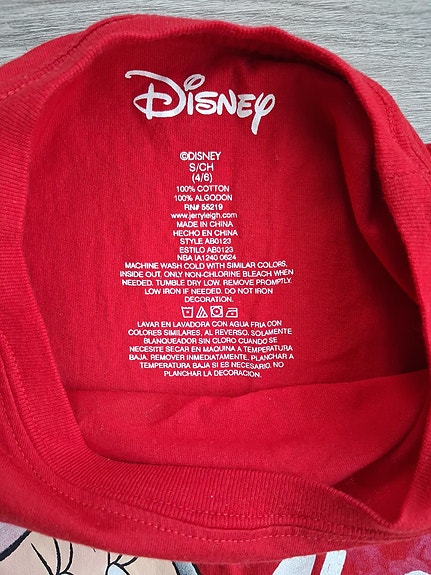 Disney
©DISNEY
S/CH
(4/6)
100% COTTON
100% ALGODON
RN# 55219
www.jerryleigh.com
MADE IN CHINA
HECHO EN CHINA
STYLE AB0123
ESTILO AB0123
NBA IA1240 0624
MACHINE WASH COLD WITH SIMILAR COLORS.
INSIDE OUT. ONLY NON-CHLORINE BLEACH WHEN
NEEDED. TUMBLE DRY LOW. REMOVE PROMPTLY.
LOW IRON IF NEEDED. DO NOT IRON
DECORATION.
LAVAR EN LAVADORA CON AGUA FRIA CON
COLORES SIMILARES, AL REVERSO. SOLAMENTE
BLANQUEADOR SIN CLORO CUANDO SE
NECESITE SECAR EN MAQUINA A TEMPERATURA
BAJA. REMOVER INMEDIATAMENTE. PLANCHAR A
TEMPERATURA BAJA SI ES NECESARIO. NO
PLANCHAR LA DECORACION.